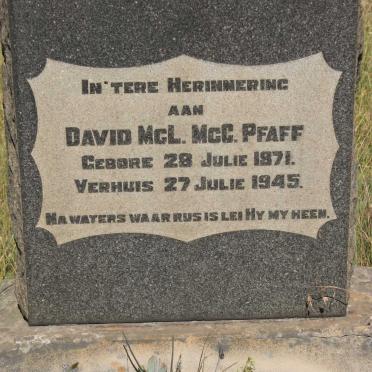 IN TERE HERINNERING
AAN
DAVID McL. McC. PFAFF
GEBORE 28 JULIE 1871.
VERHUIS 27 JULIE 1945.
NA WATERS WAAR RUS IS LEI HY MY HEEN.